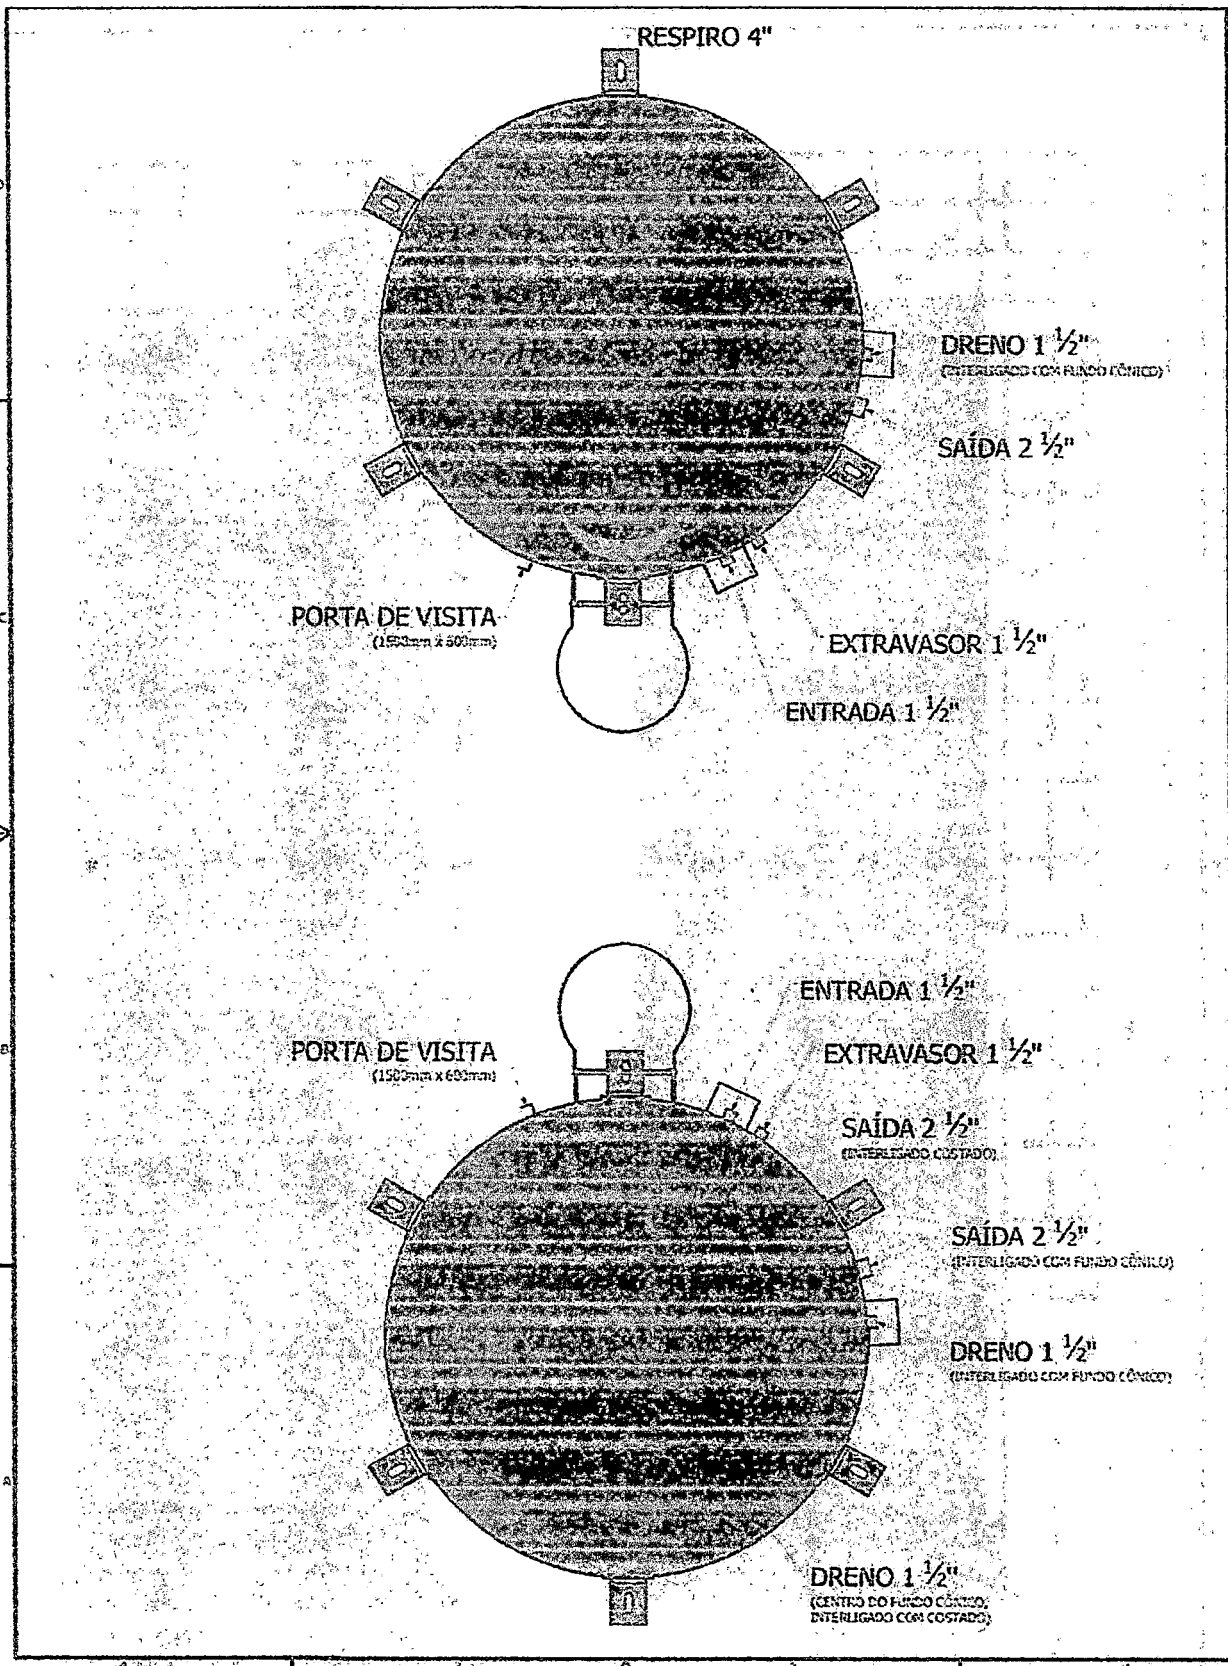 RESPIRO 4"
DRENO 1 ½"
(INTERLIGADO COM FUNDO CÔNICO)
SAÍDA 2 ½"
PORTA DE VISITA
(1500mm x 600mm)
EXTRAVASOR 1 ½"
ENTRADA 1 ½"
ENTRADA 1 ½"
PORTA DE VISITA
(1500mm x 600mm)
EXTRAVASOR 1 ½"
SAÍDA 2 ½"
(INTERLIGADO COSTADO)
SAÍDA 2 ½"
(INTERLIGADO COM FUNDO CÔNICO)
DRENO 1 ½"
(INTERLIGADO COM FUNDO CÔNICO)
DRENO 1 ½"
(CENTRO DO FUNDO CÔNICO,
INTERLIGADO COM COSTADO)
C
B
A